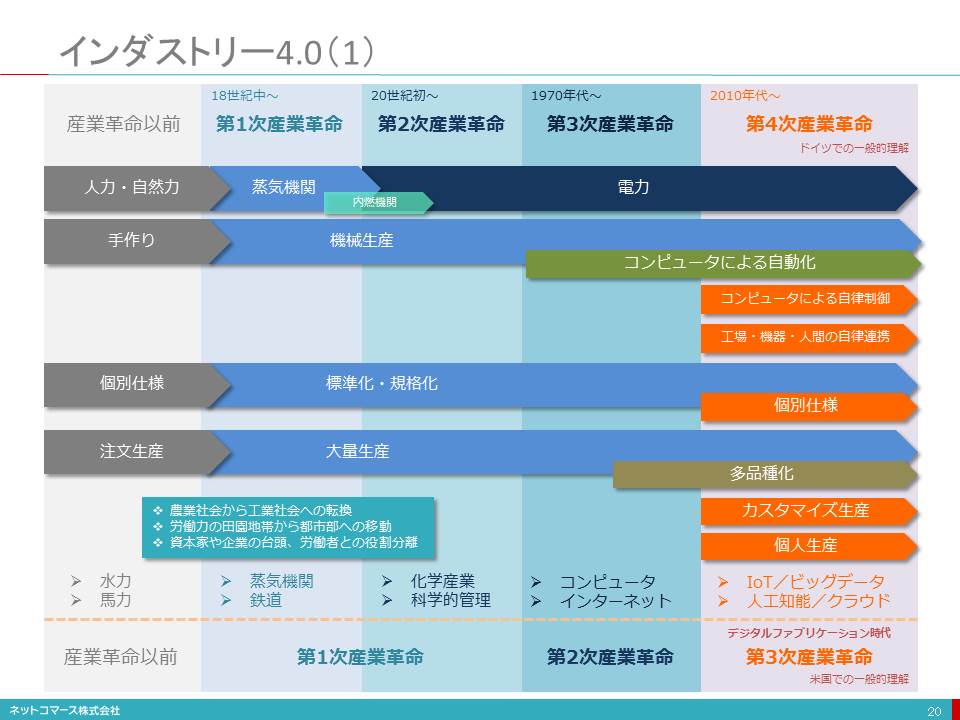 インダストリー4.0（1）
18世紀中～
20世紀初～
1970年代～
2010年代～
産業革命以前
第1次産業革命
第2次産業革命
第3次産業革命
第4次産業革命
ドイツでの一般的理解
人力・自然力
蒸気機関
電力
内燃機関
手作り
機械生産
コンピュータによる自動化
コンピュータによる自律制御
工場・機器・人間の自律連携
個別仕様
標準化・規格化
個別仕様
注文生産
大量生産
多品種化
カスタマイズ生産
個人生産
❖ 農業社会から工業社会への転換
❖ 労働力の田園地帯から都市部への移動
❖ 資本家や企業の台頭、労働者との役割分離
➢ 水力
➢ 馬力
➢ 蒸気機関
➢ 鉄道
➢ 化学産業
➢ 科学的管理
➢ コンピュータ
➢ インターネット
➢ IoT／ビッグデータ
➢ 人工知能／クラウド
デジタルファブリケーション時代
産業革命以前
第1次産業革命
第2次産業革命
第3次産業革命
米国での一般的理解
ネットコマース株式会社
20